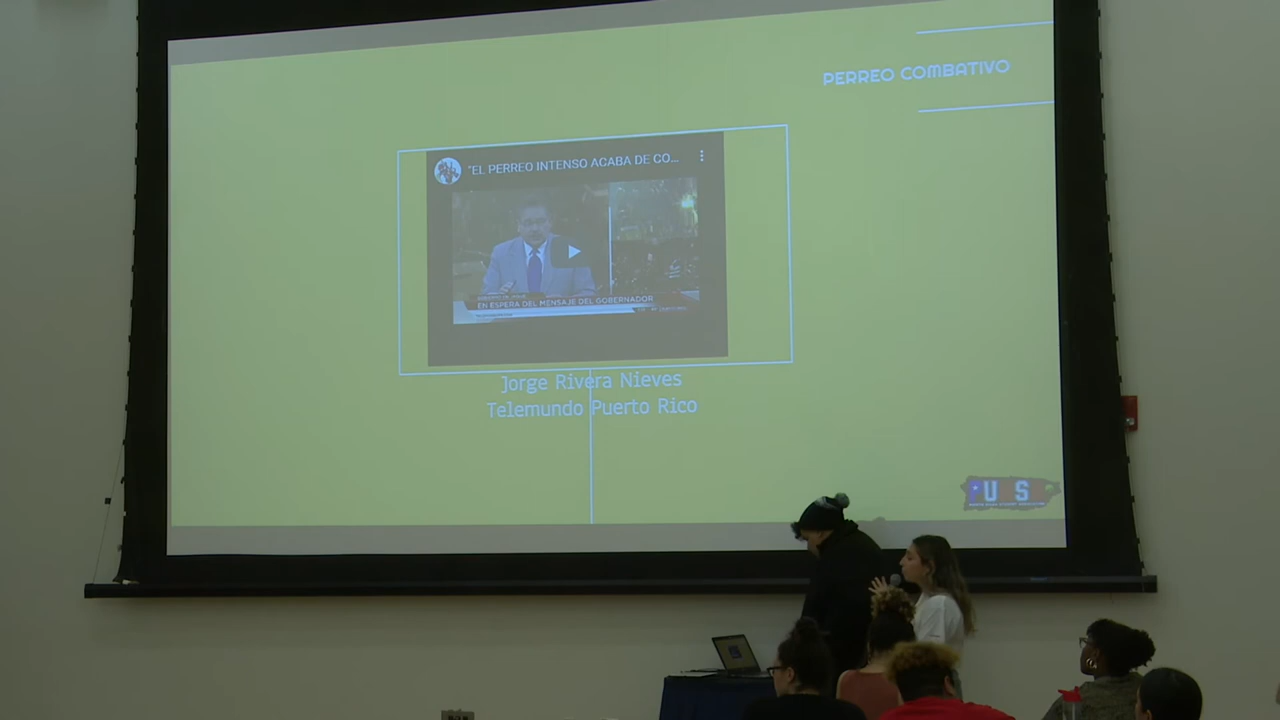 PERREO COMBATIVO
"EL PERREO INTENSO ACABA DE CO...
EN ESPERA DEL MENSAJE DEL GOBERNADOR
Jorge Rivera Nieves
Telemundo Puerto Rico
PUSA